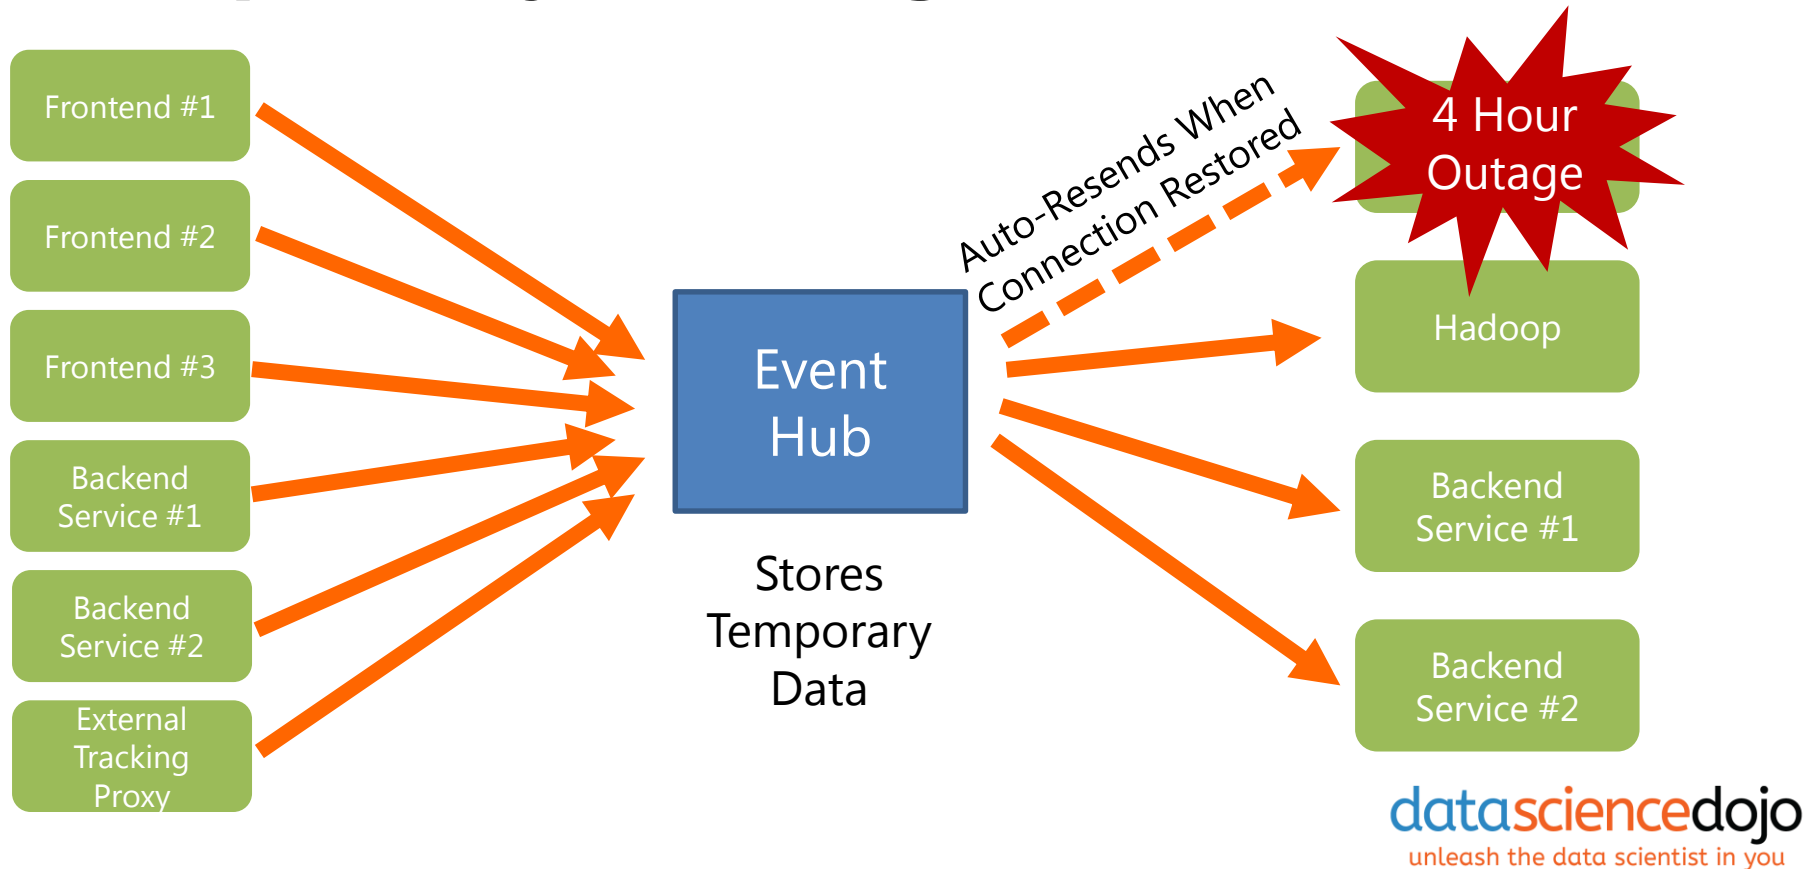 Frontend #1
Frontend #2
Frontend #3
Backend
Service #1
Backend
Service #2
External
Tracking
Proxy
Event
Hub
Stores
Temporary
Data
Auto-Resends When
Connection Restored
4 Hour
Outage
Hadoop
Backend
Service #1
Backend
Service #2
datasciencedojo
unleash the data scientist in you